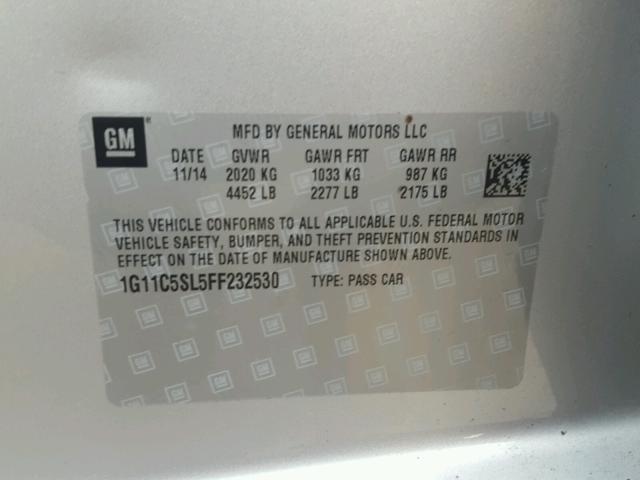 GM ®
MFD BY GENERAL MOTORS LLC
DATE GVWR GAWR FRT GAWR RR
11/14 2020 KG 1033 KG 987 KG
4452 LB 2277 LB 2175 LB
THIS VEHICLE CONFORMS TO ALL APPLICABLE U.S. FEDERAL MOTOR
VEHICLE SAFETY, BUMPER, AND THEFT PREVENTION STANDARDS IN
EFFECT ON THE DATE OF MANUFACTURE SHOWN ABOVE.
1G11C5SL5FF232530 TYPE: PASS CAR